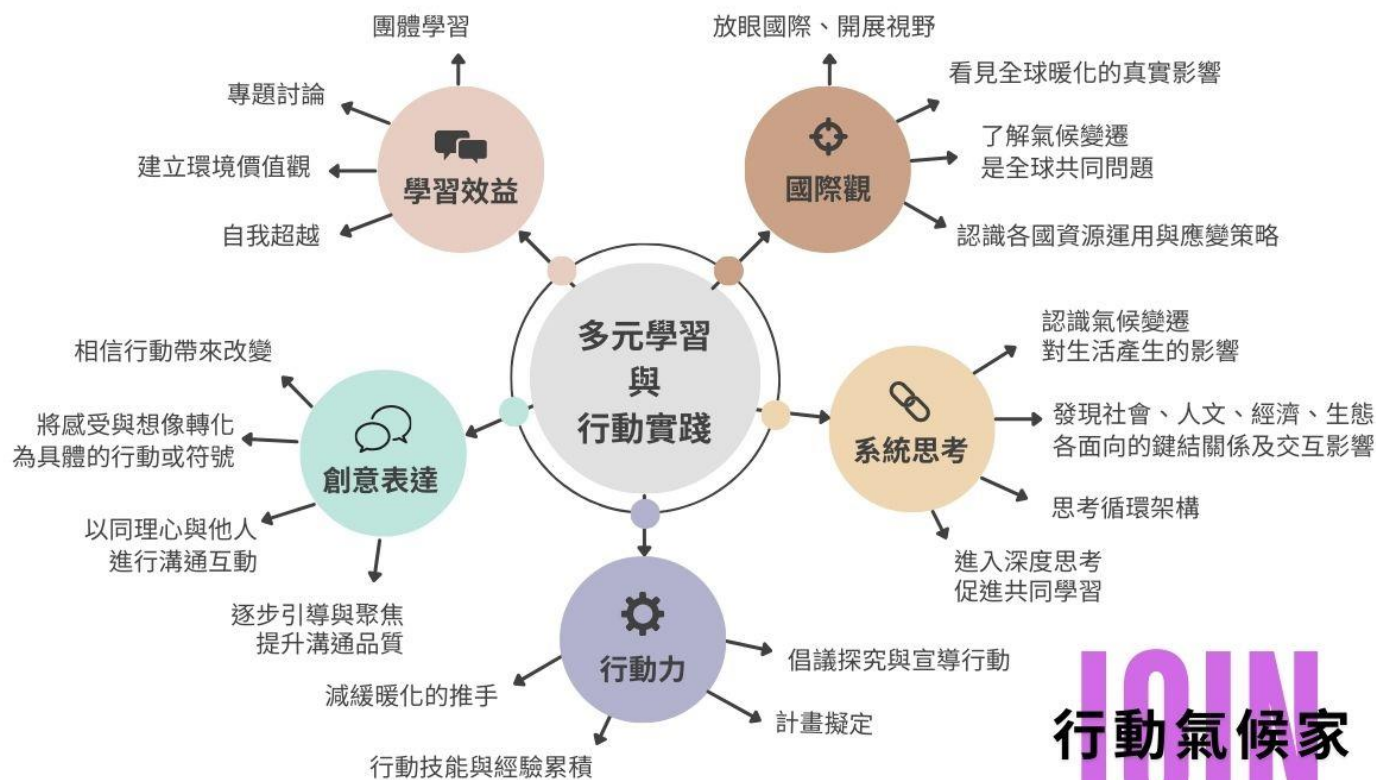 團體學習
專題討論
建立環境價值觀
自我超越
學習效益
放眼國際、開展視野
看見全球暖化的真實影響
了解氣候變遷
是全球共同問題
認識各國資源運用與應變策略
國際觀
多元學習
與
行動實踐
相信行動帶來改變
將感受與想像轉化
為具體的行動或符號
以同理心與他人
進行溝通互動
逐步引導與聚焦
提升溝通品質
創意表達
認識氣候變遷
對生活產生的影響
發現社會、人文、經濟、生態
各面向的鍵結關係及交互影響
思考循環架構
進入深度思考
促進共同學習
系統思考
行動力
減緩暖化的推手
行動技能與經驗累積
倡議探究與宣導行動
計畫擬定
JOIN
行動氣候家